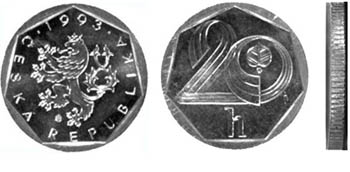 · 1993 · ČESKÁ REPUBLIKA
20
h